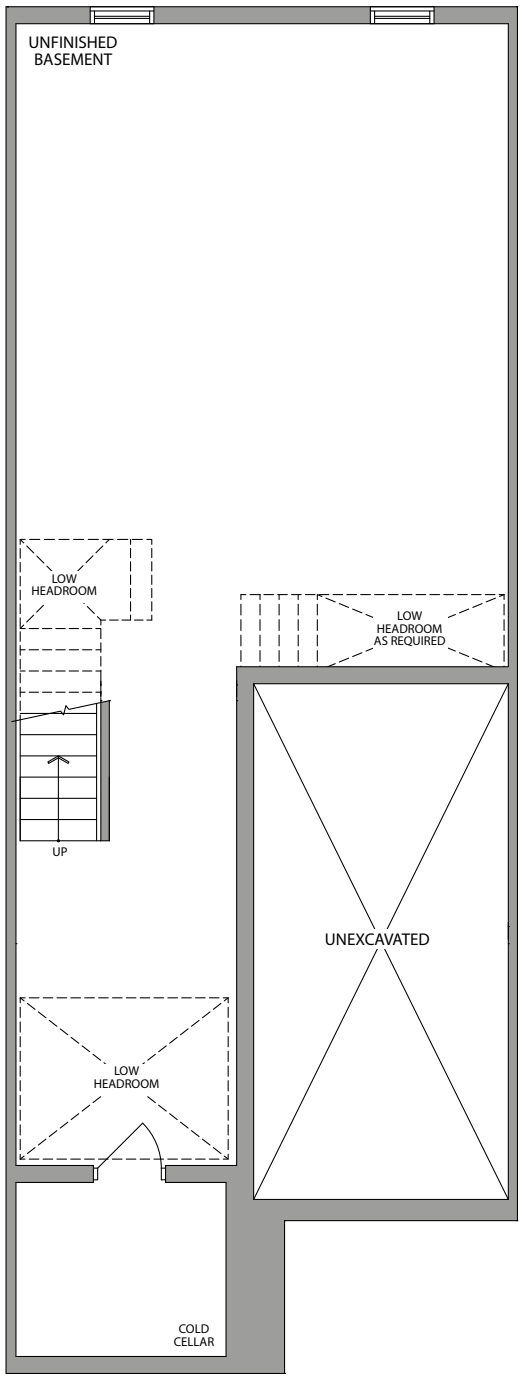 UNFINISHED
BASEMENT
LOW
HEADROOM
LOW
HEADROOM
AS REQUIRED
UP
UNEXCAVATED
LOW
HEADROOM
COLD
CELLAR